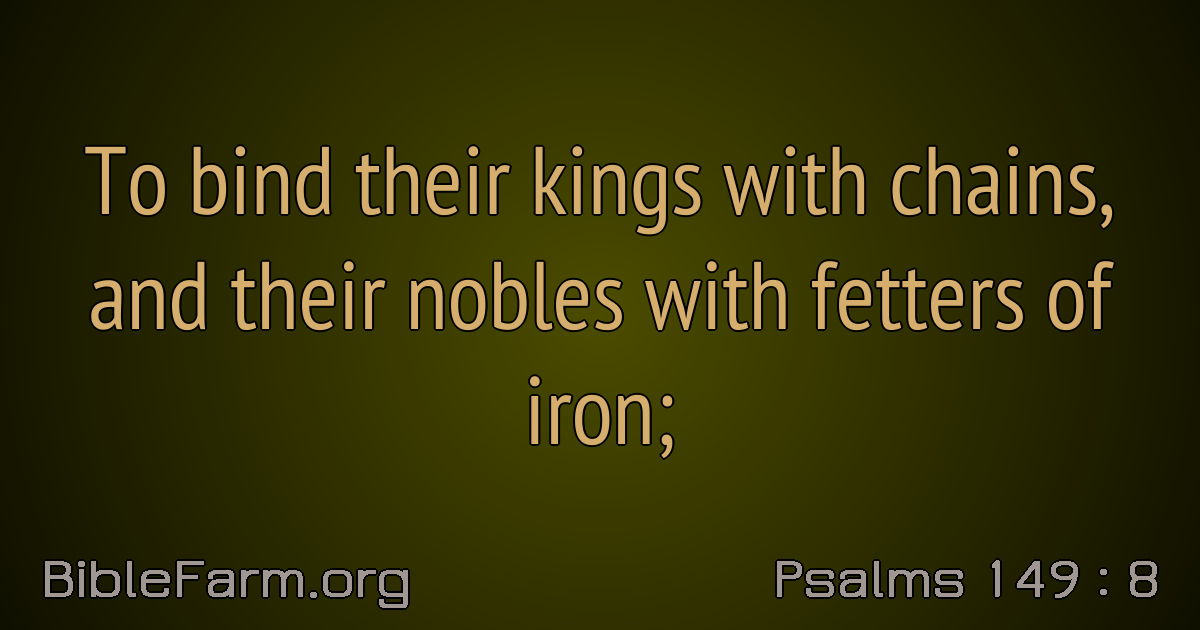 To bind their kings with chains,
and their nobles with fetters of
iron;
BibleFarm.org
Psalms 149 : 8